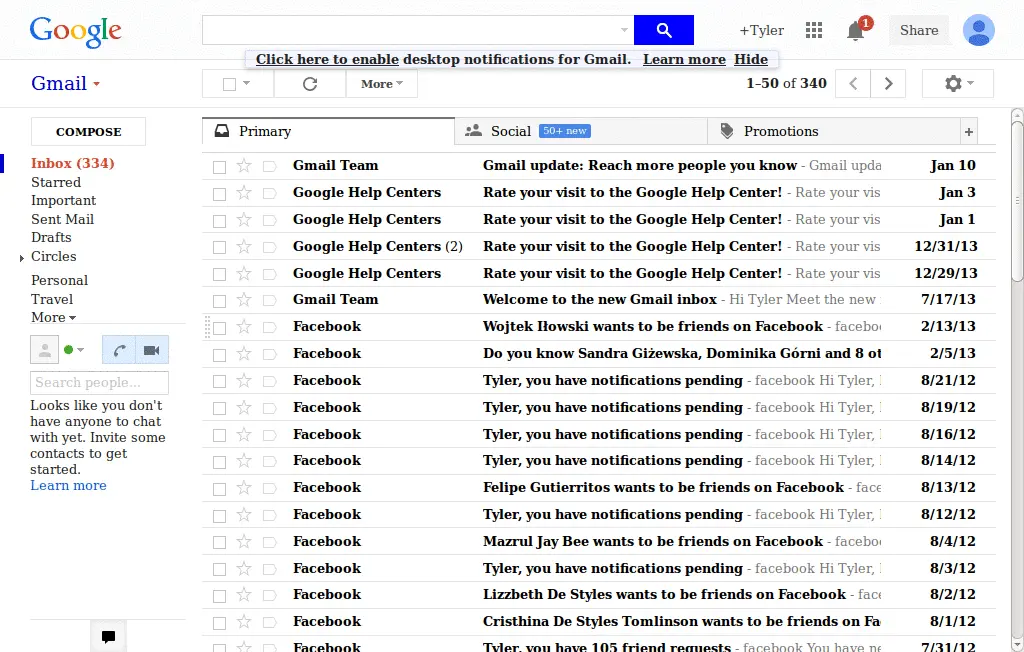 Google
+Tyler
1
Share
Click here to enable desktop notifications for Gmail. Learn more Hide
Gmail
More
1–50 of 340
COMPOSE
Inbox (334)
Starred
Important
Sent Mail
Drafts
Circles
Personal
Travel
More
Search people...
Looks like you don't
have anyone to chat
with yet. Invite some
contacts to get
started.
Learn more
Primary
Social 50+ new
Promotions
+
Gmail Team Gmail update: Reach more people you know - Gmail upda Jan 10
Google Help Centers Rate your visit to the Google Help Center! - Rate your vis Jan 3
Google Help Centers Rate your visit to the Google Help Center! - Rate your vis Jan 1
Google Help Centers (2) Rate your visit to the Google Help Center! - Rate your vis 12/31/13
Google Help Centers Rate your visit to the Google Help Center! - Rate your vis 12/29/13
Gmail Team Welcome to the new Gmail inbox - Hi Tyler Meet the new 7/17/13
Facebook Wojtek Iłowski wants to be friends on Facebook - facebo 2/13/13
Facebook Do you know Sandra Giżewska, Dominika Górni and 8 ot 2/5/13
Facebook Tyler, you have notifications pending - facebook Hi Tyler, 8/21/12
Facebook Tyler, you have notifications pending - facebook Hi Tyler, 8/19/12
Facebook Tyler, you have notifications pending - facebook Hi Tyler, 8/16/12
Facebook Tyler, you have notifications pending - facebook Hi Tyler, 8/14/12
Facebook Felipe Gutierritos wants to be friends on Facebook - face 8/13/12
Facebook Tyler, you have notifications pending - facebook Hi Tyler, 8/12/12
Facebook Mazrul Jay Bee wants to be friends on Facebook - facebo 8/4/12
Facebook Tyler, you have notifications pending - facebook Hi Tyler, 8/3/12
Facebook Lizzbeth De Styles wants to be friends on Facebook - face 8/2/12
Facebook Cristhina De Styles Tomlinson wants to be friends on Fa 8/1/12
Facebook Tyler, you have 105 friend requests - facebook You have ne 7/31/12